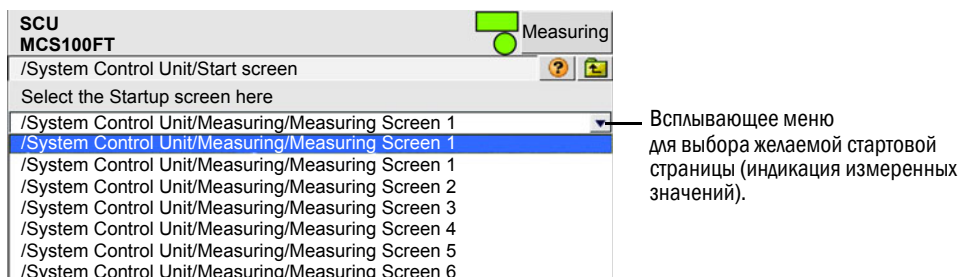 SCU
MCS100FT
Measuring
/System Control Unit/Start screen
?
Select the Startup screen here
/System Control Unit/Measuring/Measuring Screen 1
/System Control Unit/Measuring/Measuring Screen 1
/System Control Unit/Measuring/Measuring Screen 1
/System Control Unit/Measuring/Measuring Screen 2
/System Control Unit/Measuring/Measuring Screen 3
/System Control Unit/Measuring/Measuring Screen 4
/System Control Unit/Measuring/Measuring Screen 5
/System Control Unit/Measuring/Measuring Screen 6
Всплывающее меню
для выбора желаемой стартовой
страницы (индикация измеренных
значений).